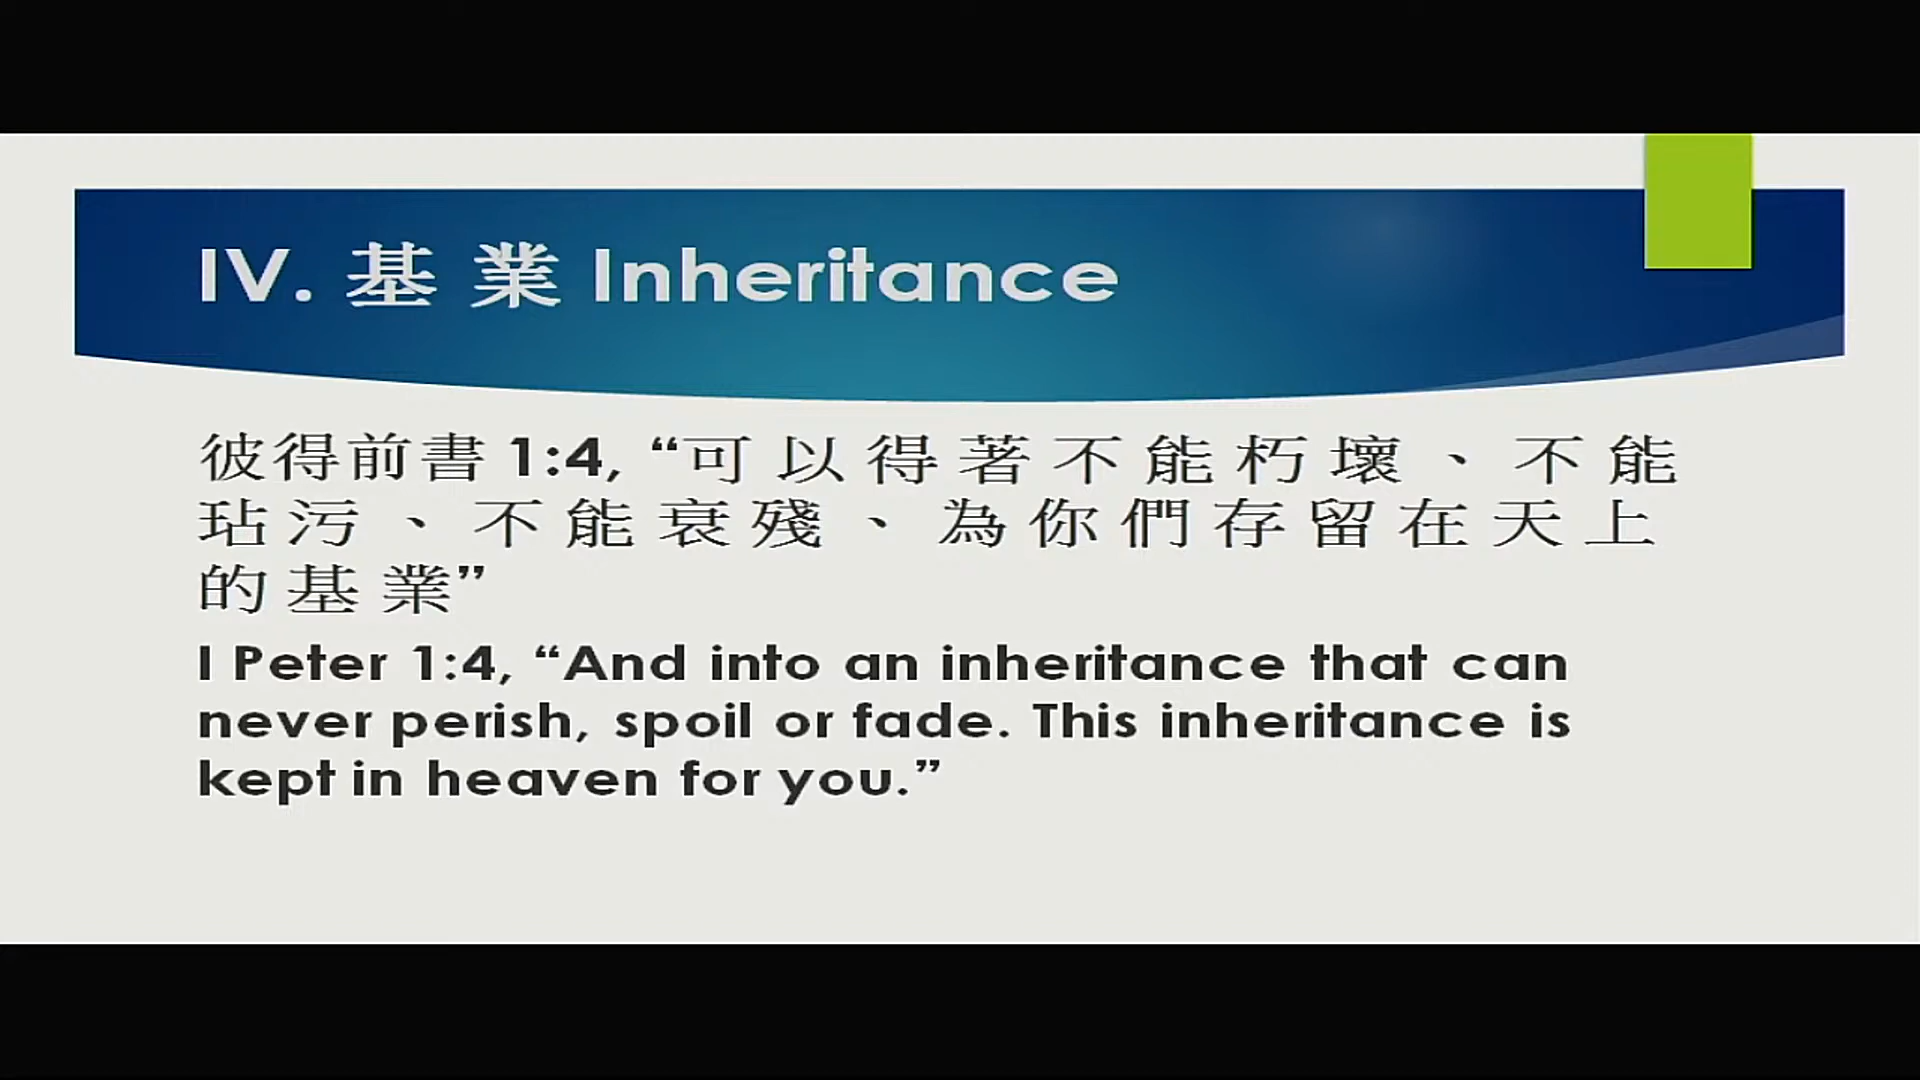 IV. 基 業 Inheritance
彼得前書 1:4, “可 以 得 著 不 能 朽 壞 、 不 能
玷 污 、 不 能 衰 殘 、 為 你 們 存 留 在 天 上
的 基 業”
I Peter 1:4, “And into an inheritance that can
never perish, spoil or fade. This inheritance is
kept in heaven for you.”